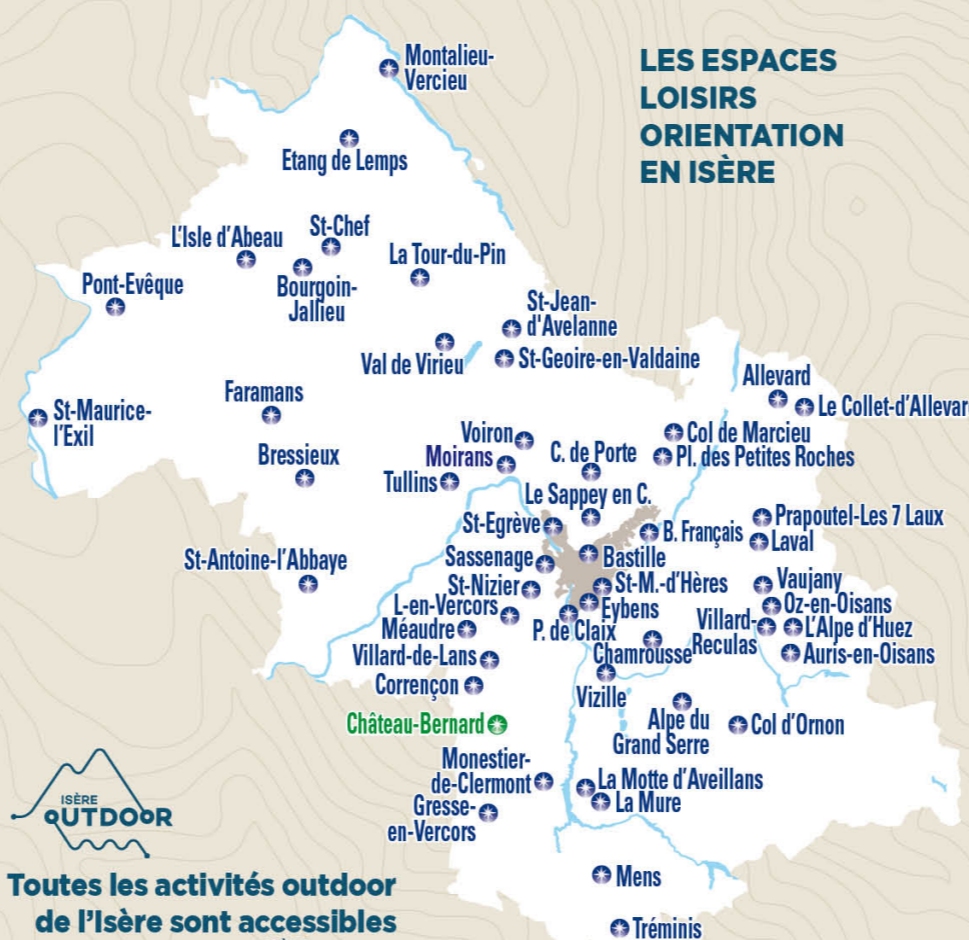 LES ESPACES
LOISIRS
ORIENTATION
EN ISÈRE
Montalieu-
Vercieu
Etang de Lemps
St-Chef
L'Isle d'Abeau
La Tour-du-Pin
Bourgoin-
Jallieu
Pont-Evêque
St-Jean-
d'Avelanne
Val de Virieu
St-Geoire-en-Valdaine
Allevard
Le Collet-d'Allevar
Faramans
St-Maurice-
l'Exil
Voiron
Col de Marcieu
Moirans
C. de Porte
Pl. des Petites Roches
Bressieux
Tullins
Le Sappey en C.
St-Egrève
B. Français
Prapoutel-Les 7 Laux
Laval
St-Antoine-l'Abbaye
Sassenage
Bastille
St-Nizier
St-M.-d'Hères
Vaujany
L-en-Vercors
Eybens
Oz-en-Oisans
Méaudre
P. de Claix
Villard-
Reculas
L'Alpe d'Huez
Villard-de-Lans
Chamrousse
Auris-en-Oisans
Corrençon
Vizille
Château-Bernard
Alpe du
Grand Serre
Col d'Ornon
Monestier-
de-Clermont
La Motte d'Aveillans
La Mure
Gresse-
en-Vercors
Mens
Tréminis
ISÈRE
OUTDOOR
Toutes les activités outdoor
de l'Isère sont accessibles